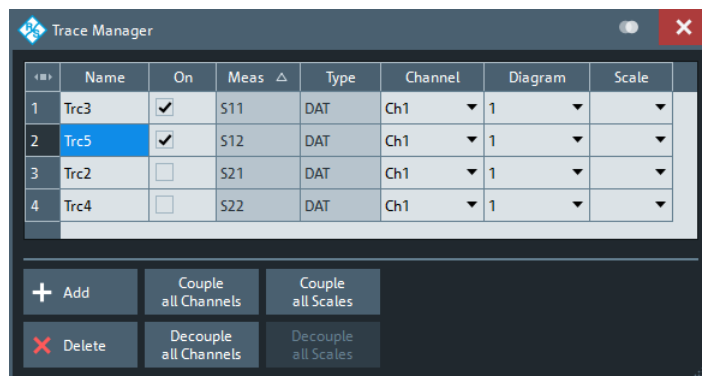 R&S Trace Manager
Name On Meas Type Channel Diagram Scale
1 Trc3 S11 DAT Ch1 1
2 Trc5 S12 DAT Ch1 1
3 Trc2 S21 DAT Ch1 1
4 Trc4 S22 DAT Ch1 1
Add
Couple
all Channels
Couple
all Scales
Delete
Decouple
all Channels
Decouple
all Scales